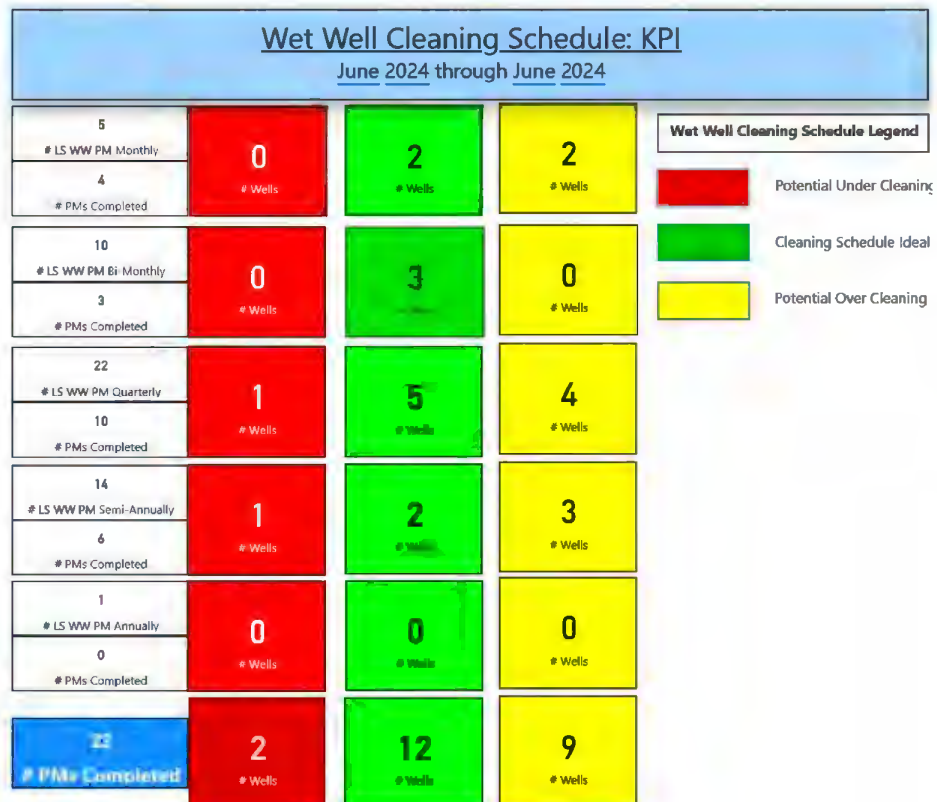 Wet Well Cleaning Schedule: KPI
June 2024 through June 2024
5
# LS WW PM Monthly
4
# PMs Completed
0
# Wells
2
# Wells
2
# Wells
Wet Well Cleaning Schedule Legend
Potential Under Cleaning
Cleaning Schedule Ideal
Potential Over Cleaning
10
# LS WW PM Bi-Monthly
3
# PMs Completed
0
# Wells
3
0
# Wells
22
# LS WW PM Quarterly
10
# PMs Completed
1
# Wells
5
# Wells
4
# Wells
14
# LS WW PM Semi-Annually
6
# PMs Completed
1
# Wells
2
# Wells
3
# Wells
1
# LS WW PM Annually
0
# PMs Completed
0
# Wells
0
# Wells
0
# Wells
# PMs Completed
2
# Wells
12
# Wells
9
# Wells